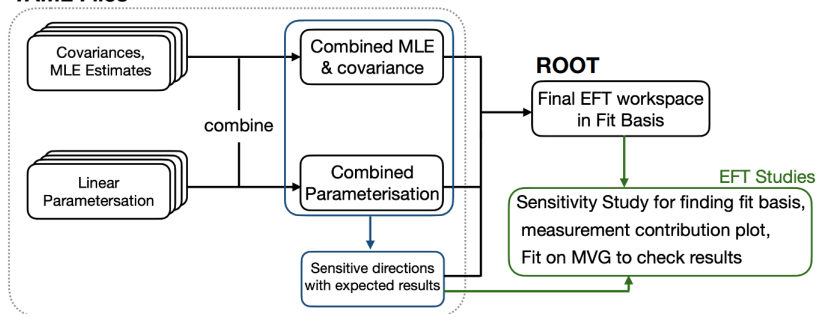 Covariances,
MLE Estimates
Combined MLE
& covariance
ROOT
Final EFT workspace
in Fit Basis
combine
Linear
Parametersation
Combined
Parameterisation
EFT Studies
Sensitivity Study for finding fit basis,
measurement contribution plot,
Fit on MVG to check results
Sensitive directions
with expected results